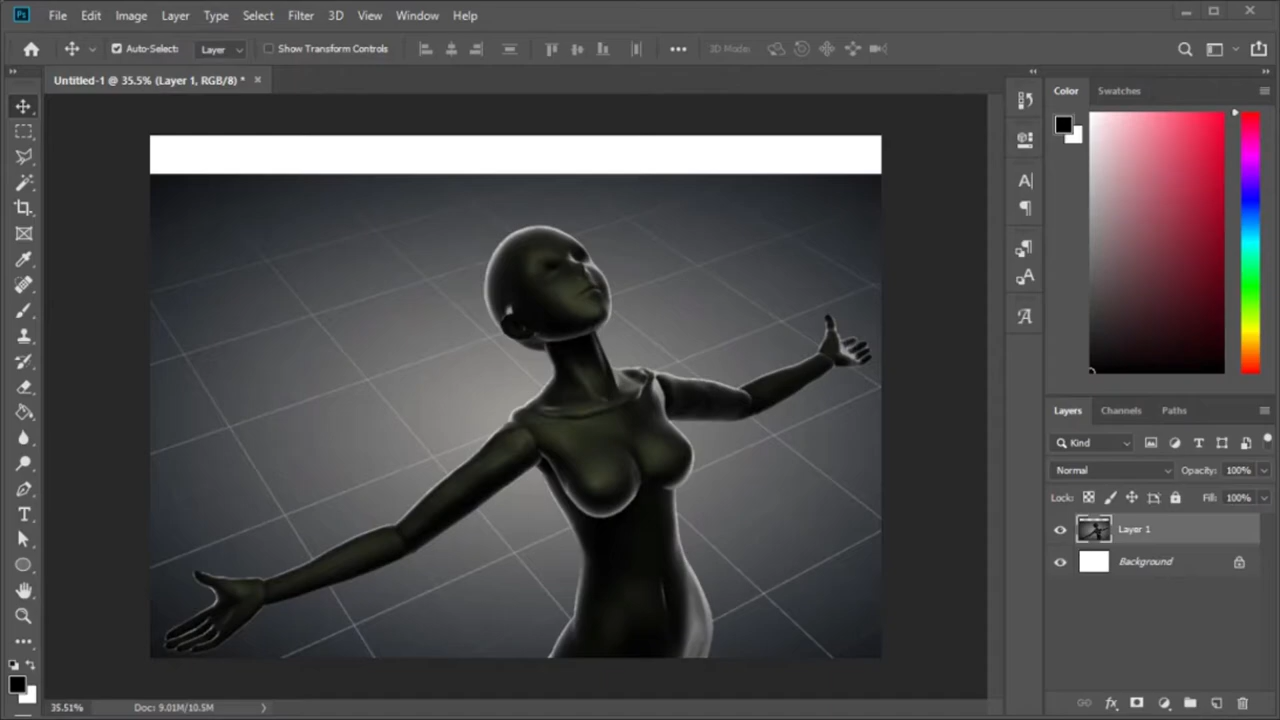 Ps File Edit Image Layer Type Select Filter 3D View Window Help
Auto-Select: Layer Show Transform Controls 3D Mode:
Untitled-1 @ 35.5% (Layer 1, RGB/8) *
Color Swatches
Layers Channels Paths
Kind
Normal Opacity: 100%
Lock: Fill: 100%
Layer 1
Background
35.51% Doc: 9.01M/10.5M